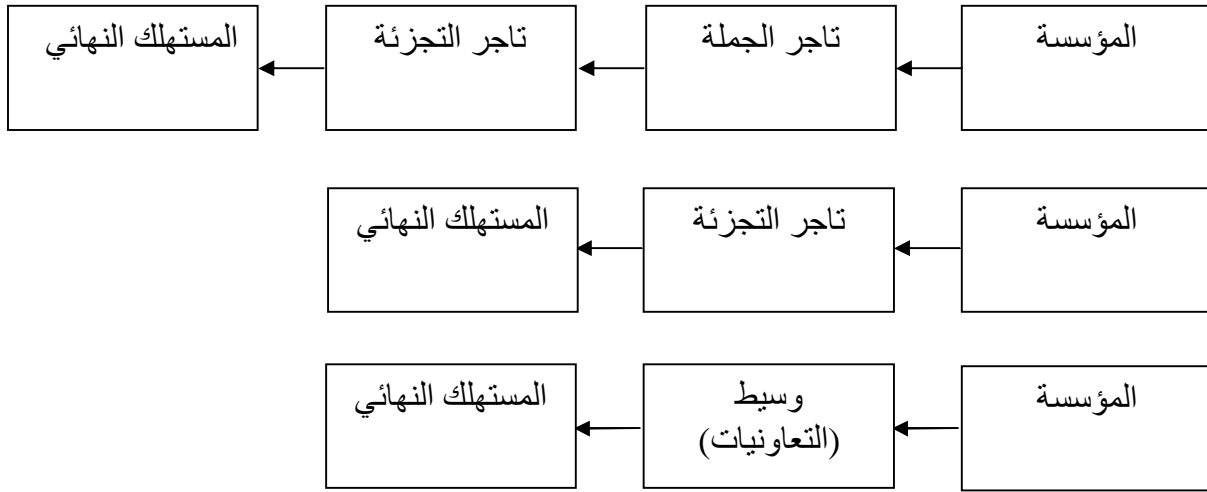 المؤسسة
تاجر الجملة
تاجر التجزئة
المستهلك النهائي
المؤسسة
تاجر التجزئة
المستهلك النهائي
المؤسسة
وسيط
(التعاونيات)
المستهلك النهائي